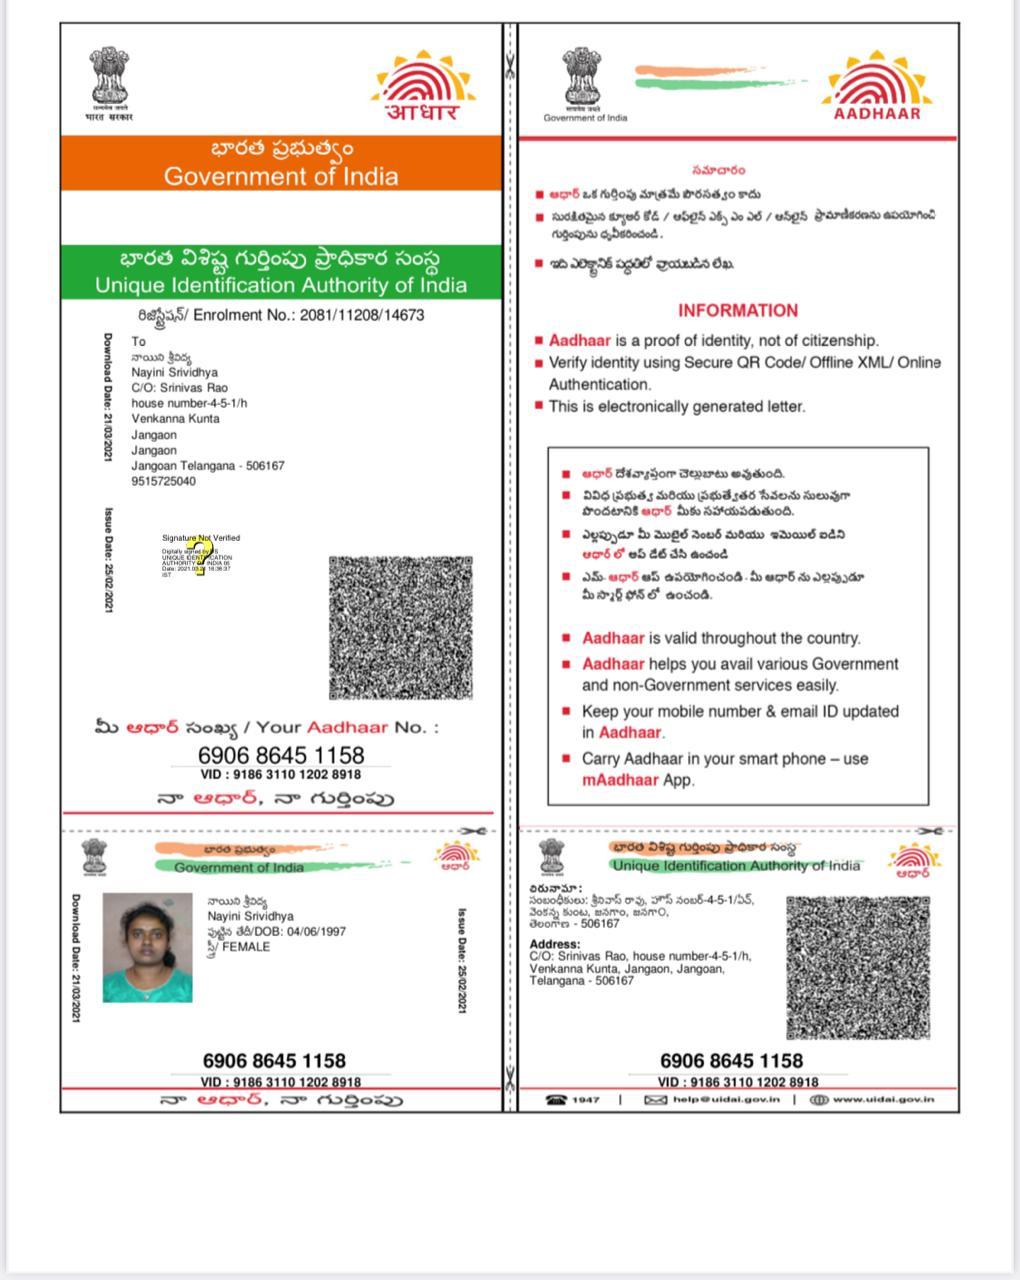 सत्यमेव जयते
भारत सरकार
आधार
భారత ప్రభుత్వం
Government of India
భారత విశిష్ట గుర్తింపు ప్రాధికార సంస్థ
Unique Identification Authority of India
రిజిస్ట్రేషన్/ Enrolment No.: 2081/11208/14673
Download Date: 21/03/2021
To
నాయిని శ్రీవిద్య
Nayini Srividhya
C/O: Srinivas Rao
house number-4-5-1/h
Venkanna Kunta
Jangaon
Jangaon
Jangoan Telangana - 506167
9515725040
Issue Date: 25/02/2021
Signature Not Verified
Digitally signed by DS
UNIQUE IDENTIFICATION
AUTHORITY OF INDIA 05
IST
మీ ఆధార్ సంఖ్య / Your Aadhaar No. :
6906 8645 1158
VID : 9186 3110 1202 8918
నా ఆధార్, నా గుర్తింపు
सत्यमेव जयते
Government of India
AADHAAR
సమాచారం
ఆధార్ ఒక గుర్తింపు మాత్రమే పౌరసత్వం కాదు
సురక్షితమైన క్యూఆర్ కోడ్ / ఆఫ్‌లైన్ ఎక్స్ ఎం ఎల్ / ఆన్‌లైన్ ప్రామాణీకరణను ఉపయోగించి
గుర్తింపును ధృవీకరించండి.
ఇది ఎలెక్ట్రానిక్ పద్ధతిలో వ్రాయబడిన లేఖ.
INFORMATION
Aadhaar is a proof of identity, not of citizenship.
Verify identity using Secure QR Code/ Offline XML/ Online
Authentication.
This is electronically generated letter.
ఆధార్ దేశవ్యాప్తంగా చెల్లుబాటు అవుతుంది.
వివిధ ప్రభుత్వ మరియు ప్రభుత్వేతర సేవలను సులువుగా
పొందటానికి ఆధార్ మీకు సహాయపడుతుంది.
ఎల్లప్పుడూ మీ మొబైల్ నెంబర్ మరియు ఇమెయిల్ ఐడిని
ఆధార్ లో అప్ డేట్ చేసి ఉంచండి
ఎమ్-ఆధార్ ఆప్ ఉపయోగించండి - మీ ఆధార్ ను ఎల్లప్పుడూ
మీ స్మార్ట్ ఫోన్ లో ఉంచండి.
Aadhaar is valid throughout the country.
Aadhaar helps you avail various Government
and non-Government services easily.
Keep your mobile number & email ID updated
in Aadhaar.
Carry Aadhaar in your smart phone – use
mAadhaar App.
భారత ప్రభుత్వం
Government of India
ఆధార్
Download Date: 21/03/2021
నాయిని శ్రీవిద్య
Nayini Srividhya
పుట్టిన తేదీ/DOB: 04/06/1997
స్త్రీ/ FEMALE
Issue Date: 25/02/2021
6906 8645 1158
VID : 9186 3110 1202 8918
నా ఆధార్, నా గుర్తింపు
భారత విశిష్ట గుర్తింపు ప్రాధికార సంస్థ
Unique Identification Authority of India
ఆధార్
చిరునామా:
సంబంధీకులు: శ్రీనివాస్ రావు, హౌస్ నంబర్-4-5-1/ఏచ్,
వెంకన్న కుంట, జనగాం, జనగాం,
తెలంగాణ - 506167
Address:
C/O: Srinivas Rao, house number-4-5-1/h,
Venkanna Kunta, Jangaon, Jangoan,
Telangana - 506167
6906 8645 1158
VID : 9186 3110 1202 8918
1947 | help@uidai.gov.in | www.uidai.gov.in